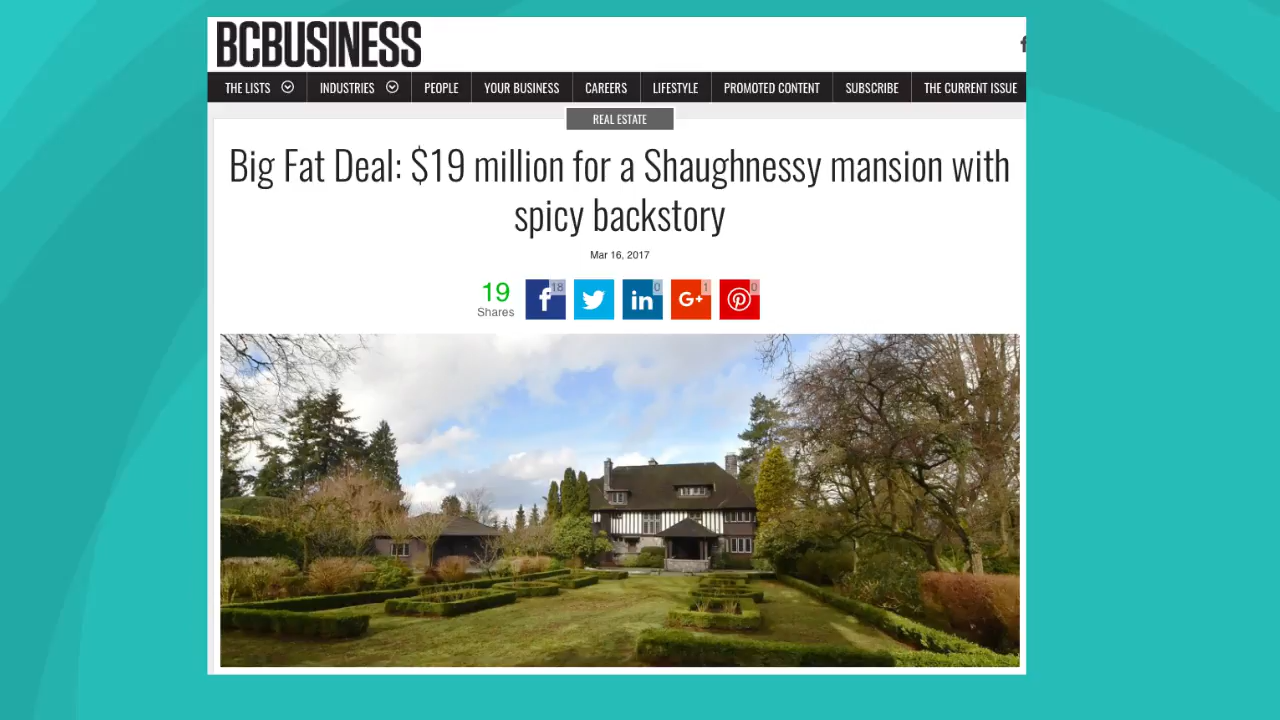 BCBUSINESS
THE LISTS INDUSTRIES PEOPLE YOUR BUSINESS CAREERS LIFESTYLE PROMOTED CONTENT SUBSCRIBE THE CURRENT ISSUE
REAL ESTATE
Big Fat Deal: $19 million for a Shaughnessy mansion with
spicy backstory
Mar 16, 2017
19
Shares
18
0
G+ 1
0